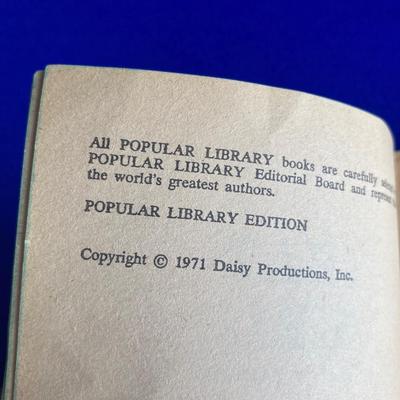 All POPULAR LIBRARY books are carefully
POPULAR LIBRARY Editorial Board and represent
the world's greatest authors.
POPULAR LIBRARY EDITION
Copyright © 1971 Daisy Productions, Inc.